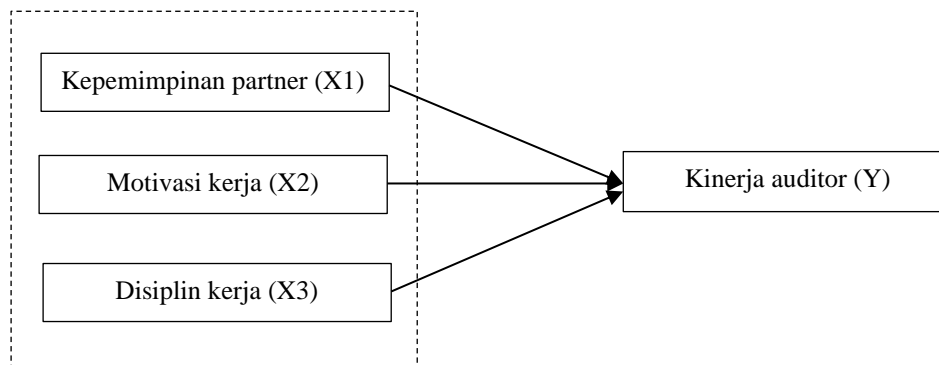 Kepemimpinan partner (X1)
Motivasi kerja (X2)
Kinerja auditor (Y)
Disiplin kerja (X3)